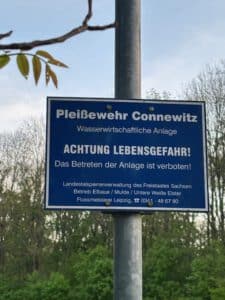 Pleißewehr Connewitz
Wasserwirtschaftliche Anlage
ACHTUNG LEBENSGEFAHR!
Das Betreten der Anlage ist verboten!
Landestalsperrenverwaltung des Freistaates Sachsen
Betrieb Elbaue / Mulde / Untere Weiße Elster
Flussmeisterei Leipzig, ☎